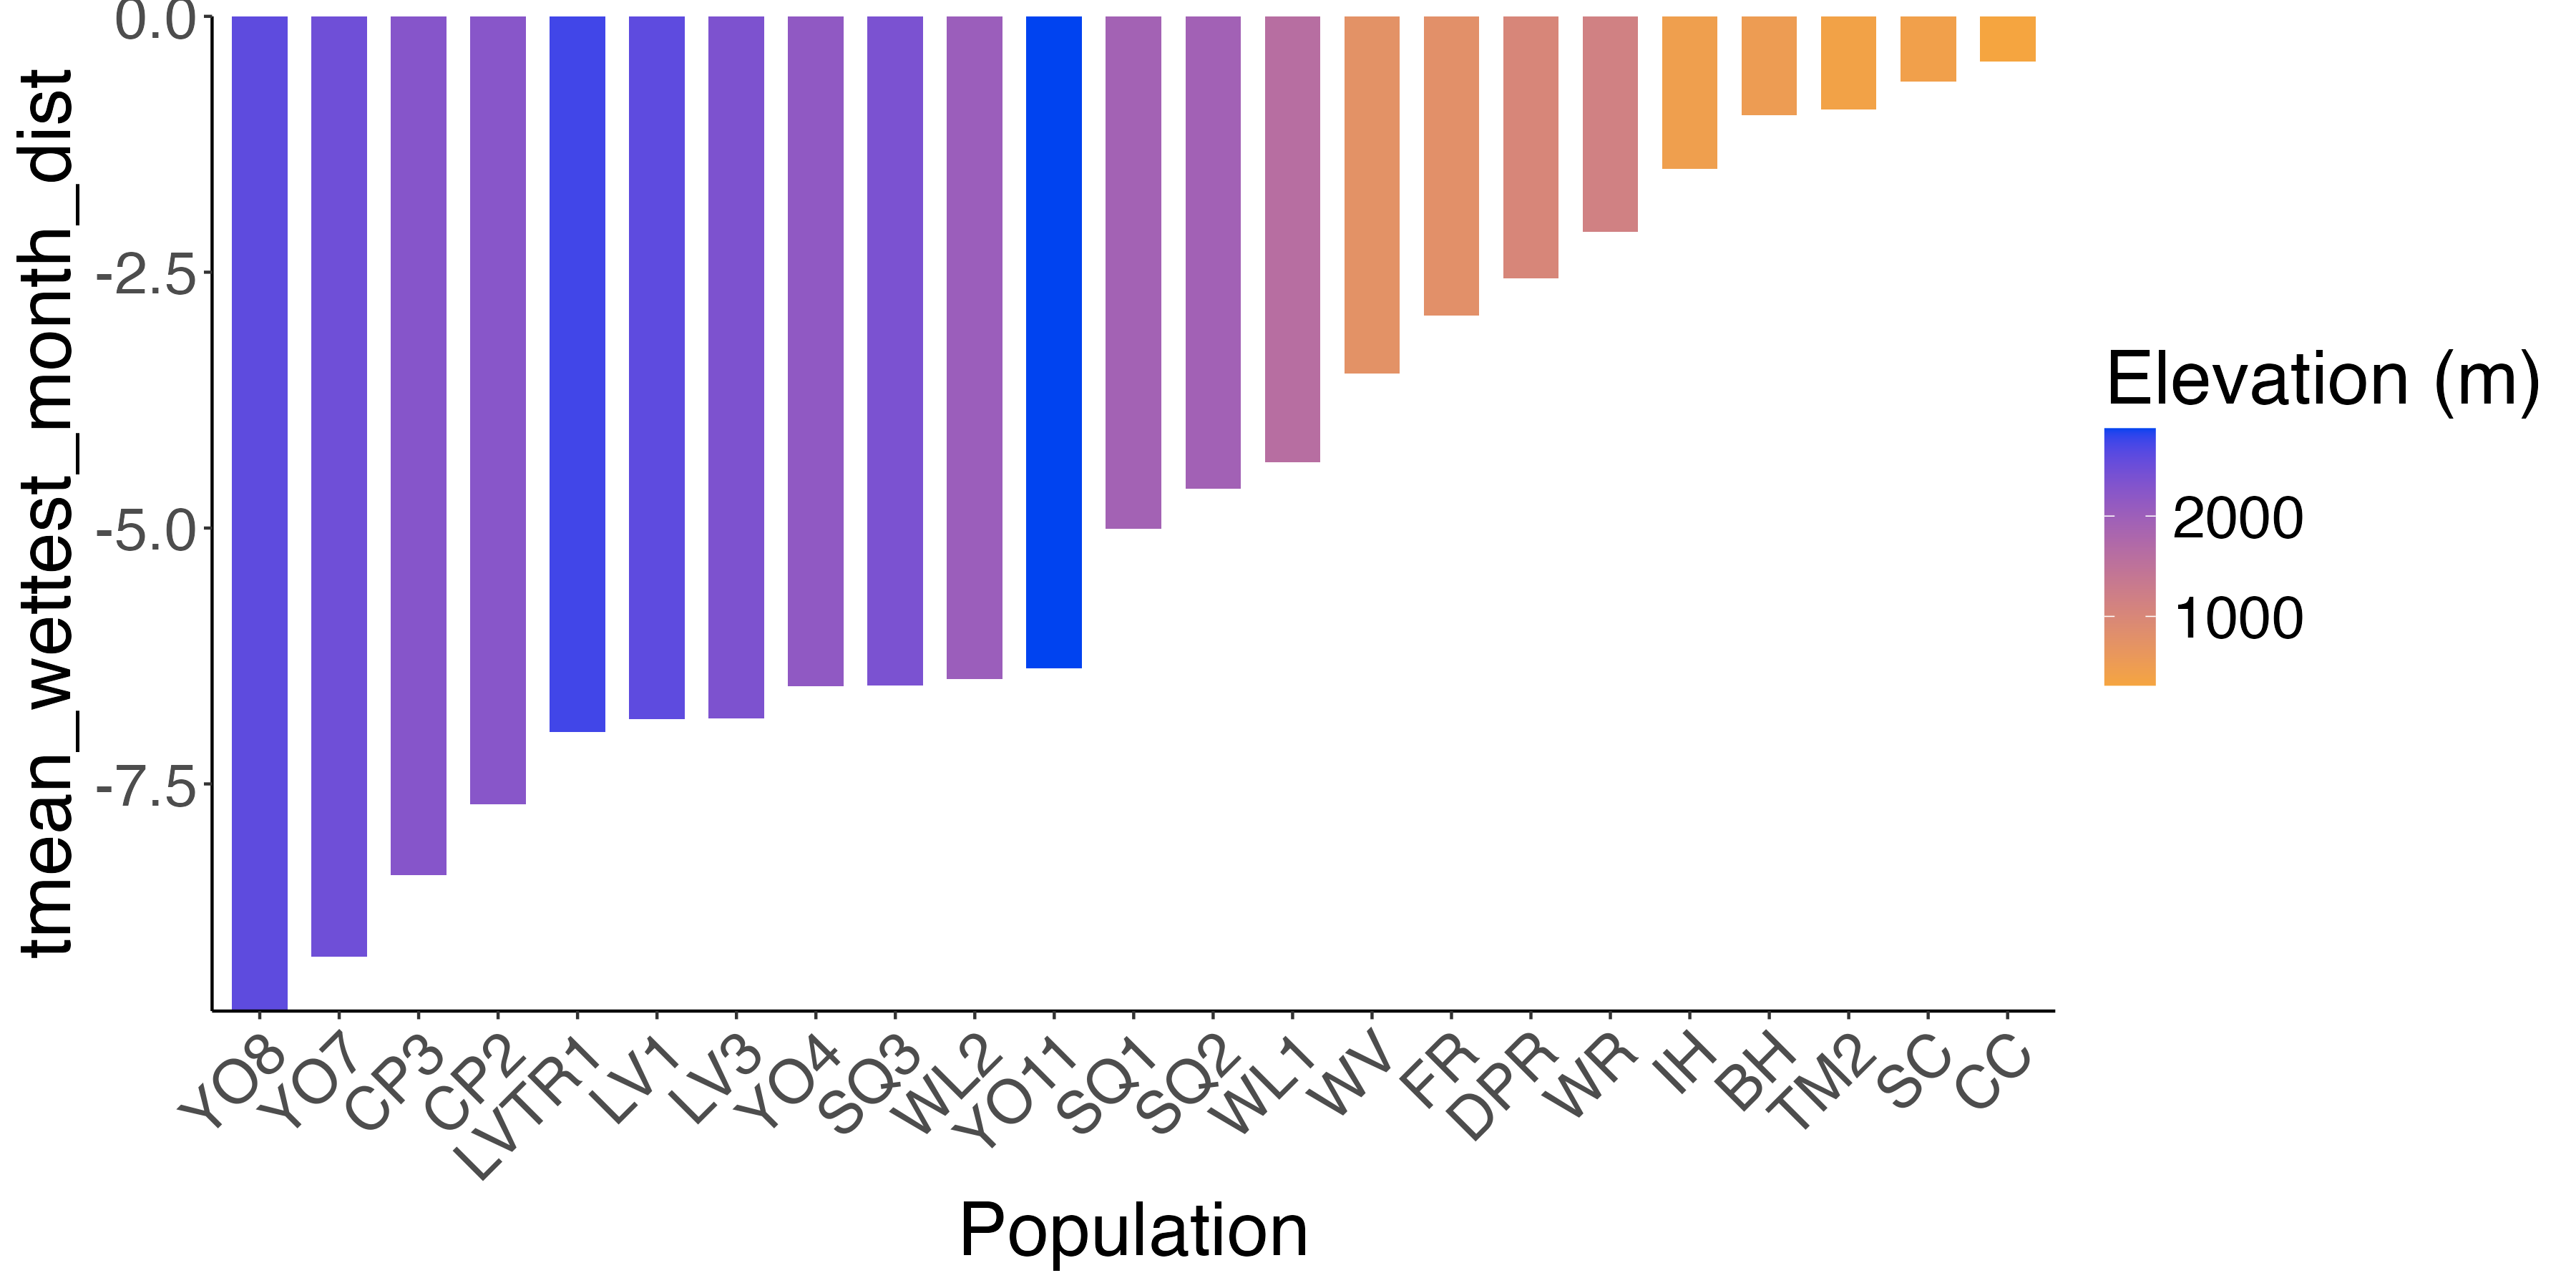 tmean_wettest_month_dist
0.0
-2.5
-5.0
-7.5
YO8
YO7
CP3
CP2
LVTR1
LV1
LV3
YO4
SQ3
WL2
YO11
SQ1
SQ2
WL1
WV
FR
DPR
WR
IH
BH
TM2
SC
CC
Population
Elevation (m)
2000
1000